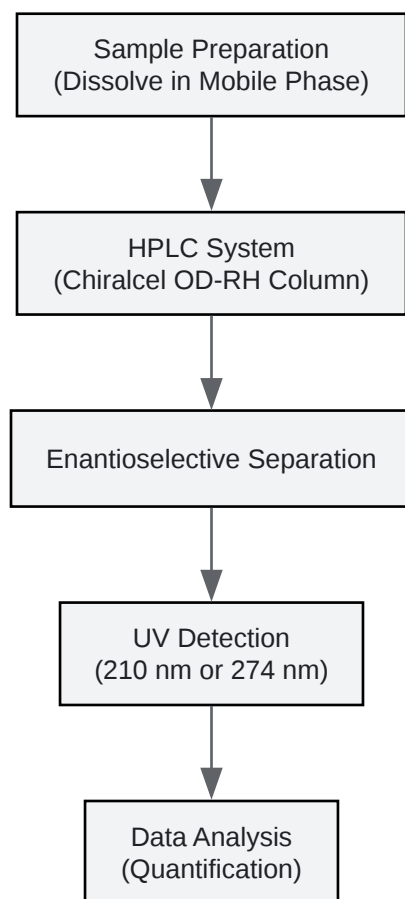 Sample Preparation
(Dissolve in Mobile Phase)
HPLC System
(Chiralcel OD-RH Column)
Enantioselective Separation
UV Detection
(210 nm or 274 nm)
Data Analysis
(Quantification)